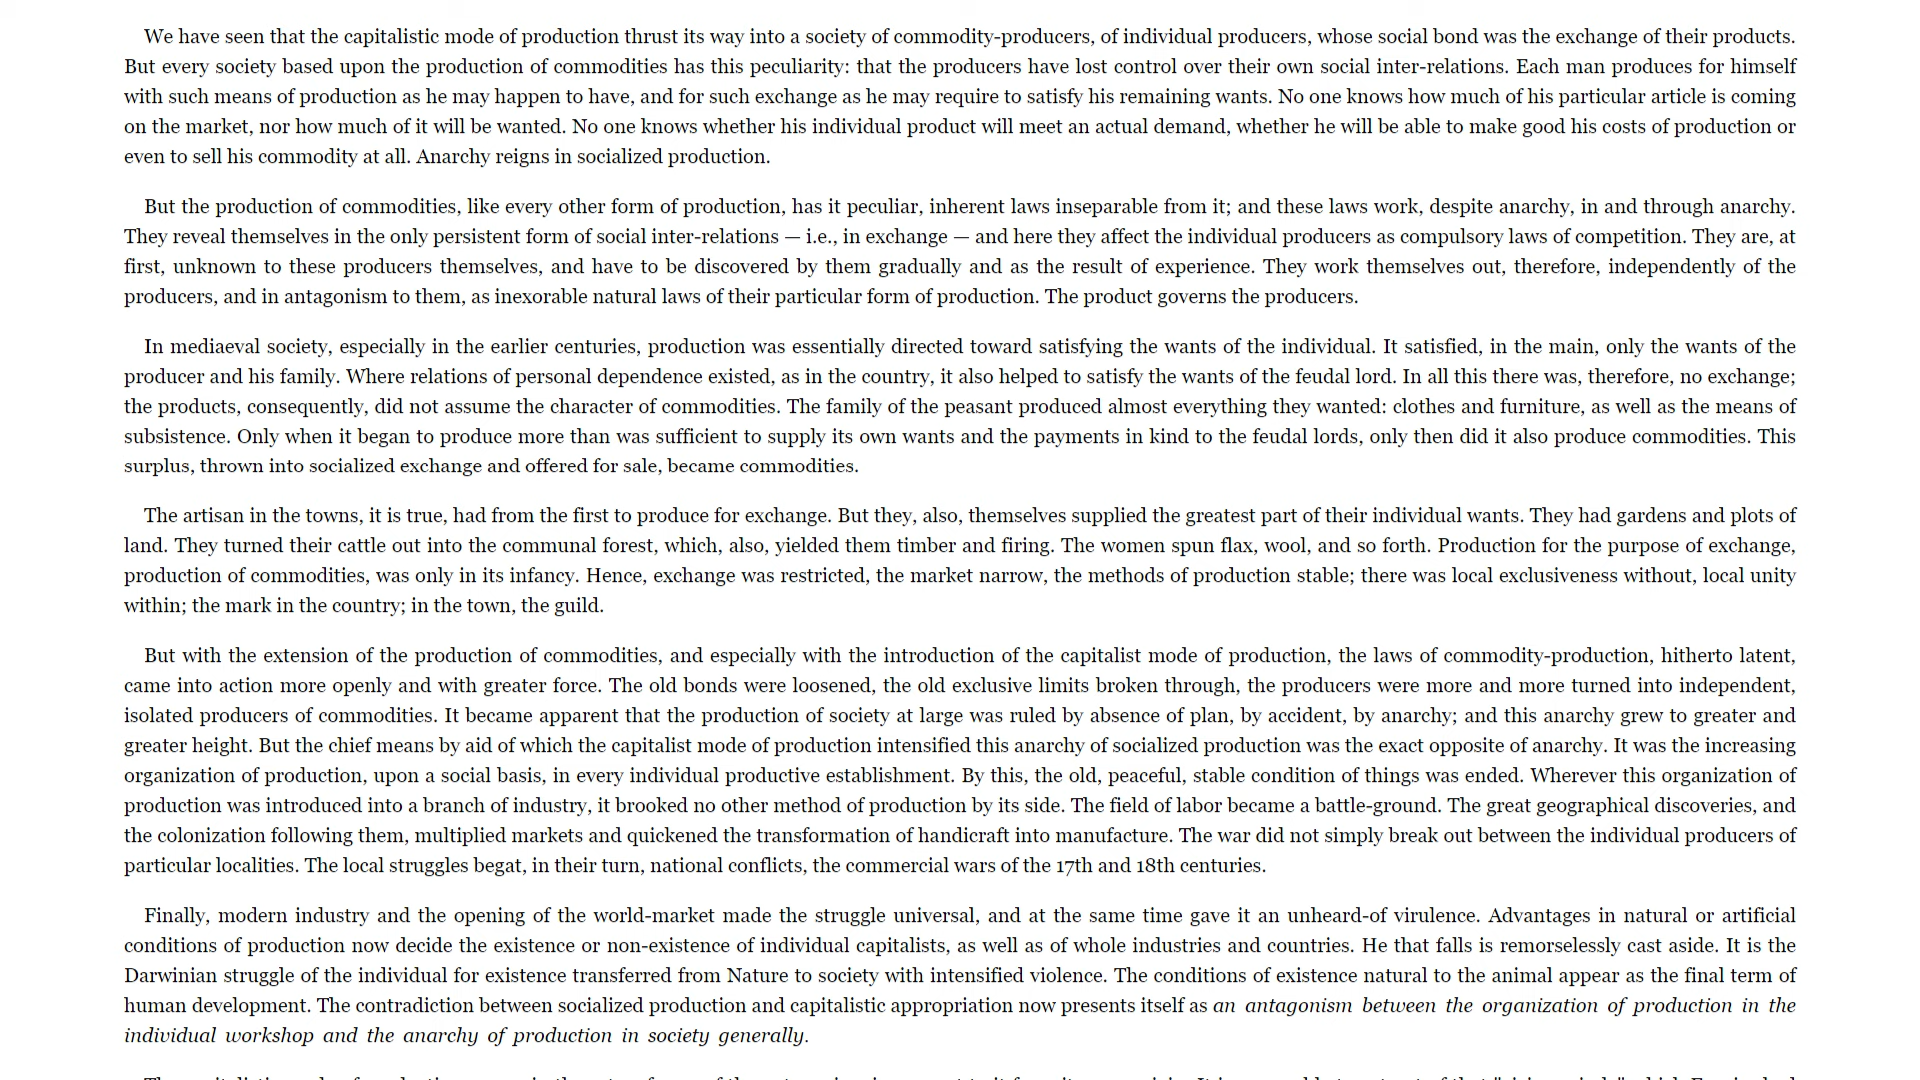 We have seen that the capitalistic mode of production thrust its way into a society of commodity-producers, of individual producers, whose social bond was the exchange of their products.
But every society based upon the production of commodities has this peculiarity: that the producers have lost control over their own social inter-relations. Each man produces for himself
with such means of production as he may happen to have, and for such exchange as he may require to satisfy his remaining wants. No one knows how much of his particular article is coming
on the market, nor how much of it will be wanted. No one knows whether his individual product will meet an actual demand, whether he will be able to make good his costs of production or
even to sell his commodity at all. Anarchy reigns in socialized production.
But the production of commodities, like every other form of production, has it peculiar, inherent laws inseparable from it; and these laws work, despite anarchy, in and through anarchy.
They reveal themselves in the only persistent form of social inter-relations — i.e., in exchange — and here they affect the individual producers as compulsory laws of competition. They are, at
first, unknown to these producers themselves, and have to be discovered by them gradually and as the result of experience. They work themselves out, therefore, independently of the
producers, and in antagonism to them, as inexorable natural laws of their particular form of production. The product governs the producers.
In mediaeval society, especially in the earlier centuries, production was essentially directed toward satisfying the wants of the individual. It satisfied, in the main, only the wants of the
producer and his family. Where relations of personal dependence existed, as in the country, it also helped to satisfy the wants of the feudal lord. In all this there was, therefore, no exchange;
the products, consequently, did not assume the character of commodities. The family of the peasant produced almost everything they wanted: clothes and furniture, as well as the means of
subsistence. Only when it began to produce more than was sufficient to supply its own wants and the payments in kind to the feudal lords, only then did it also produce commodities. This
surplus, thrown into socialized exchange and offered for sale, became commodities.
The artisan in the towns, it is true, had from the first to produce for exchange. But they, also, themselves supplied the greatest part of their individual wants. They had gardens and plots of
land. They turned their cattle out into the communal forest, which, also, yielded them timber and firing. The women spun flax, wool, and so forth. Production for the purpose of exchange,
production of commodities, was only in its infancy. Hence, exchange was restricted, the market narrow, the methods of production stable; there was local exclusiveness without, local unity
within; the mark in the country; in the town, the guild.
But with the extension of the production of commodities, and especially with the introduction of the capitalist mode of production, the laws of commodity-production, hitherto latent,
came into action more openly and with greater force. The old bonds were loosened, the old exclusive limits broken through, the producers were more and more turned into independent,
isolated producers of commodities. It became apparent that the production of society at large was ruled by absence of plan, by accident, by anarchy; and this anarchy grew to greater and
greater height. But the chief means by aid of which the capitalist mode of production intensified this anarchy of socialized production was the exact opposite of anarchy. It was the increasing
organization of production, upon a social basis, in every individual productive establishment. By this, the old, peaceful, stable condition of things was ended. Wherever this organization of
production was introduced into a branch of industry, it brooked no other method of production by its side. The field of labor became a battle-ground. The great geographical discoveries, and
the colonization following them, multiplied markets and quickened the transformation of handicraft into manufacture. The war did not simply break out between the individual producers of
particular localities. The local struggles begat, in their turn, national conflicts, the commercial wars of the 17th and 18th centuries.
Finally, modern industry and the opening of the world-market made the struggle universal, and at the same time gave it an unheard-of virulence. Advantages in natural or artificial
conditions of production now decide the existence or non-existence of individual capitalists, as well as of whole industries and countries. He that falls is remorselessly cast aside. It is the
Darwinian struggle of the individual for existence transferred from Nature to society with intensified violence. The conditions of existence natural to the animal appear as the final term of
human development. The contradiction between socialized production and capitalistic appropriation now presents itself as an antagonism between the organization of production in the
individual workshop and the anarchy of production in society generally.